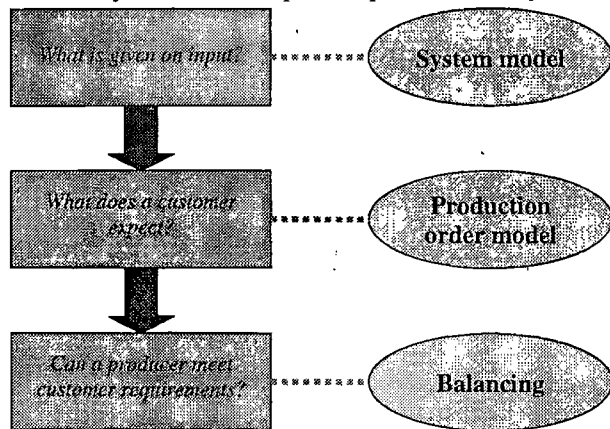 What is given on input?
System model
What does a customer
expect?
Production
order model
Can a producer meet
customer requirements?
Balancing